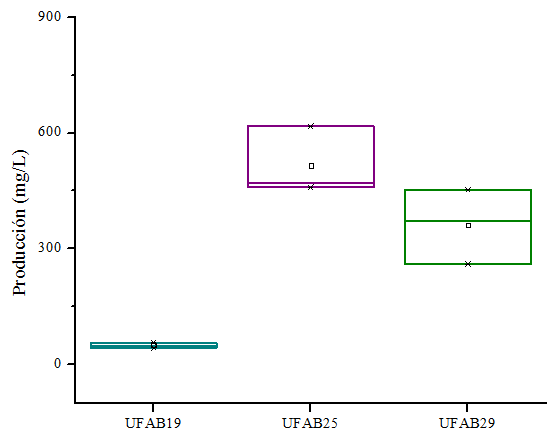 900
600
300
0
Producción (mg/L)
UFAB19 UFAB25 UFAB29